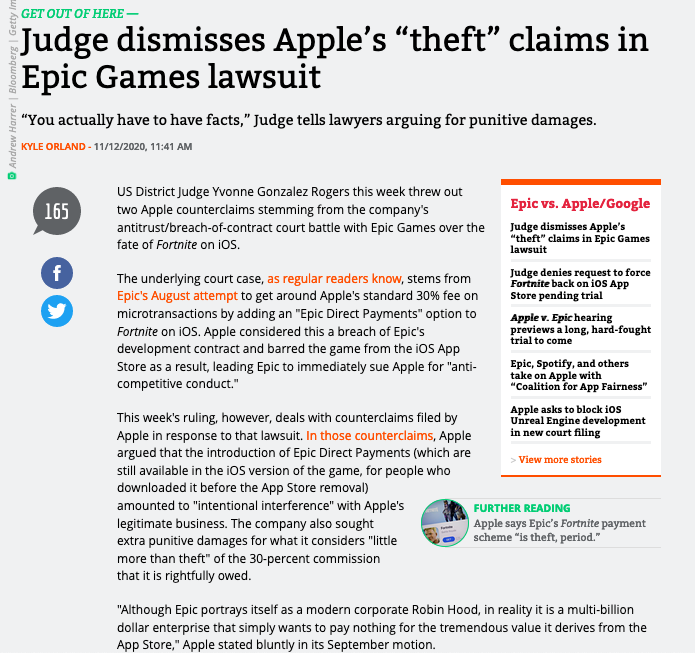 GET OUT OF HERE —
Judge dismisses Apple's “theft” claims in
Epic Games lawsuit
“You actually have to have facts,” Judge tells lawyers arguing for punitive damages.
KYLE ORLAND - 11/12/2020, 11:41 AM
Andrew Harrer | Bloomberg | Getty Im
165
US District Judge Yvonne Gonzalez Rogers this week threw out
two Apple counterclaims stemming from the company's
antitrust/breach-of-contract court battle with Epic Games over the
fate of Fortnite on iOS.
The underlying court case, as regular readers know, stems from
Epic's August attempt to get around Apple's standard 30% fee on
microtransactions by adding an "Epic Direct Payments" option to
Fortnite on iOS. Apple considered this a breach of Epic's
development contract and barred the game from the iOS App
Store as a result, leading Epic to immediately sue Apple for "anti-
competitive conduct."
This week's ruling, however, deals with counterclaims filed by
Apple in response to that lawsuit. In those counterclaims, Apple
argued that the introduction of Epic Direct Payments (which are
still available in the iOS version of the game, for people who
downloaded it before the App Store removal)
amounted to "intentional interference" with Apple's
legitimate business. The company also sought
extra punitive damages for what it considers "little
more than theft" of the 30-percent commission
that it is rightfully owed.
"Although Epic portrays itself as a modern corporate Robin Hood, in reality it is a multi-billion
dollar enterprise that simply wants to pay nothing for the tremendous value it derives from the
App Store," Apple stated bluntly in its September motion.
Epic vs. Apple/Google
Judge dismisses Apple's
“theft” claims in Epic Games
lawsuit
Judge denies request to force
Fortnite back on iOS App
Store pending trial
Apple v. Epic hearing
previews a long, hard-fought
trial to come
Epic, Spotify, and others
take on Apple with
“Coalition for App Fairness”
Apple asks to block iOS
Unreal Engine development
in new court filing
> View more stories
FURTHER READING
Apple says Epic's Fortnite payment
scheme “is theft, period.”